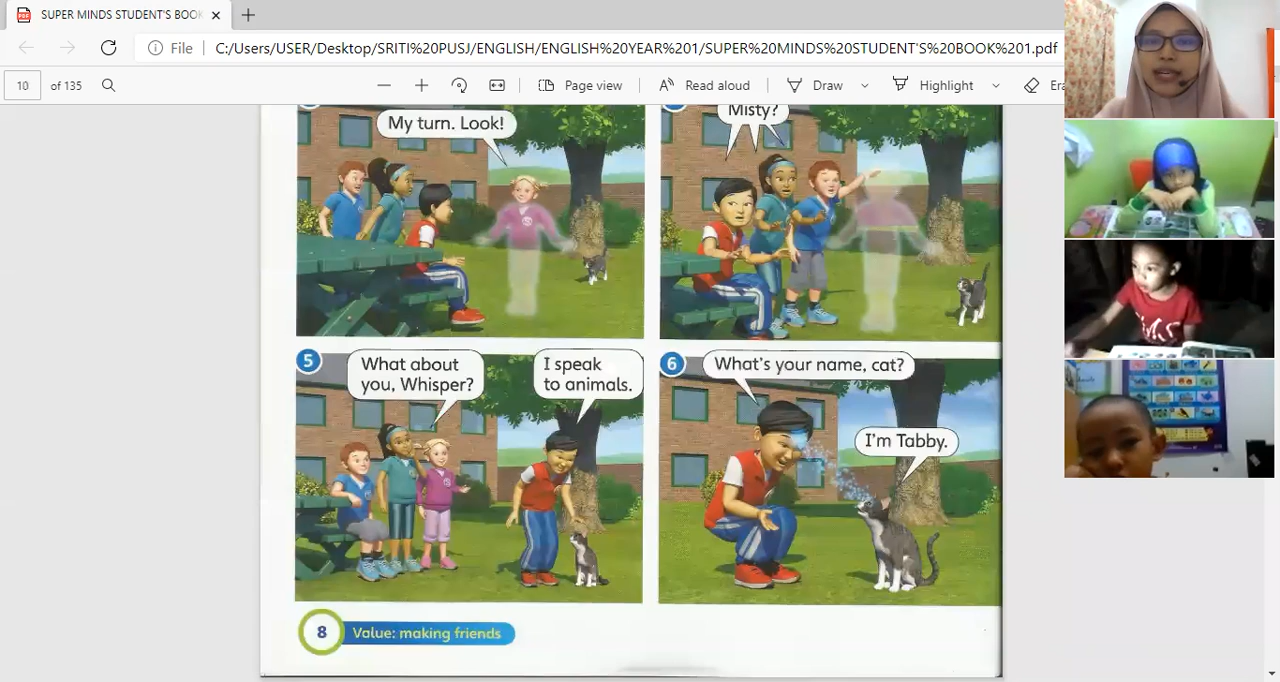 SUPER MINDS STUDENT'S BOOK
File
C:/Users/USER/Desktop/SRITI%20PUSJ/ENGLISH/ENGLISH%20YEAR%201/SUPER%20MINDS%20STUDENT'S%20BOOK%201.pdf
10 of 135
Page view
Read aloud
Draw
Highlight
My turn. Look!
Misty?
5
What about
you, Whisper?
I speak
to animals.
6
What's your name, cat?
I'm Tabby.
8
Value: making friends